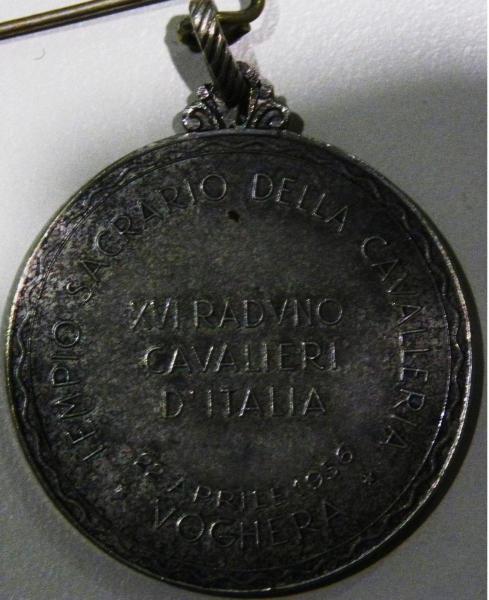 TEMPIO SACRARIO DELLA CAVALLERIA
XVI RADVNO
CAVALIERI
D'ITALIA
22 APRILE 1956
* VOGHERA *